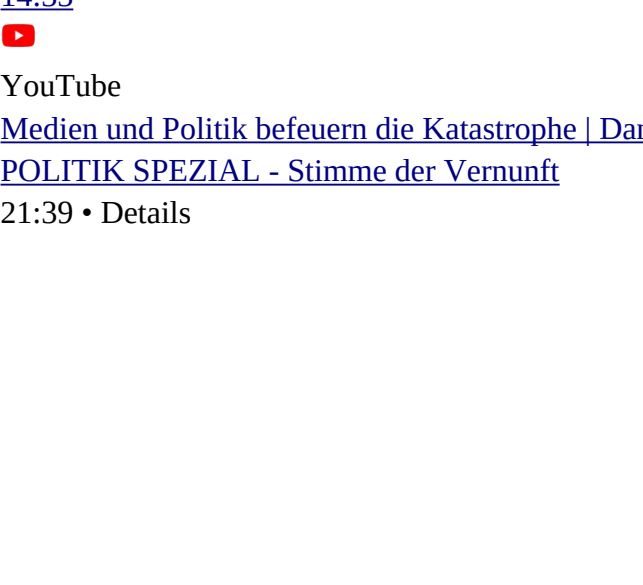 YouTube
Medien und Politik befeuern die Katastrophe |
POLITIK SPEZIAL - Stimme der Vernunft
21:39 • Details